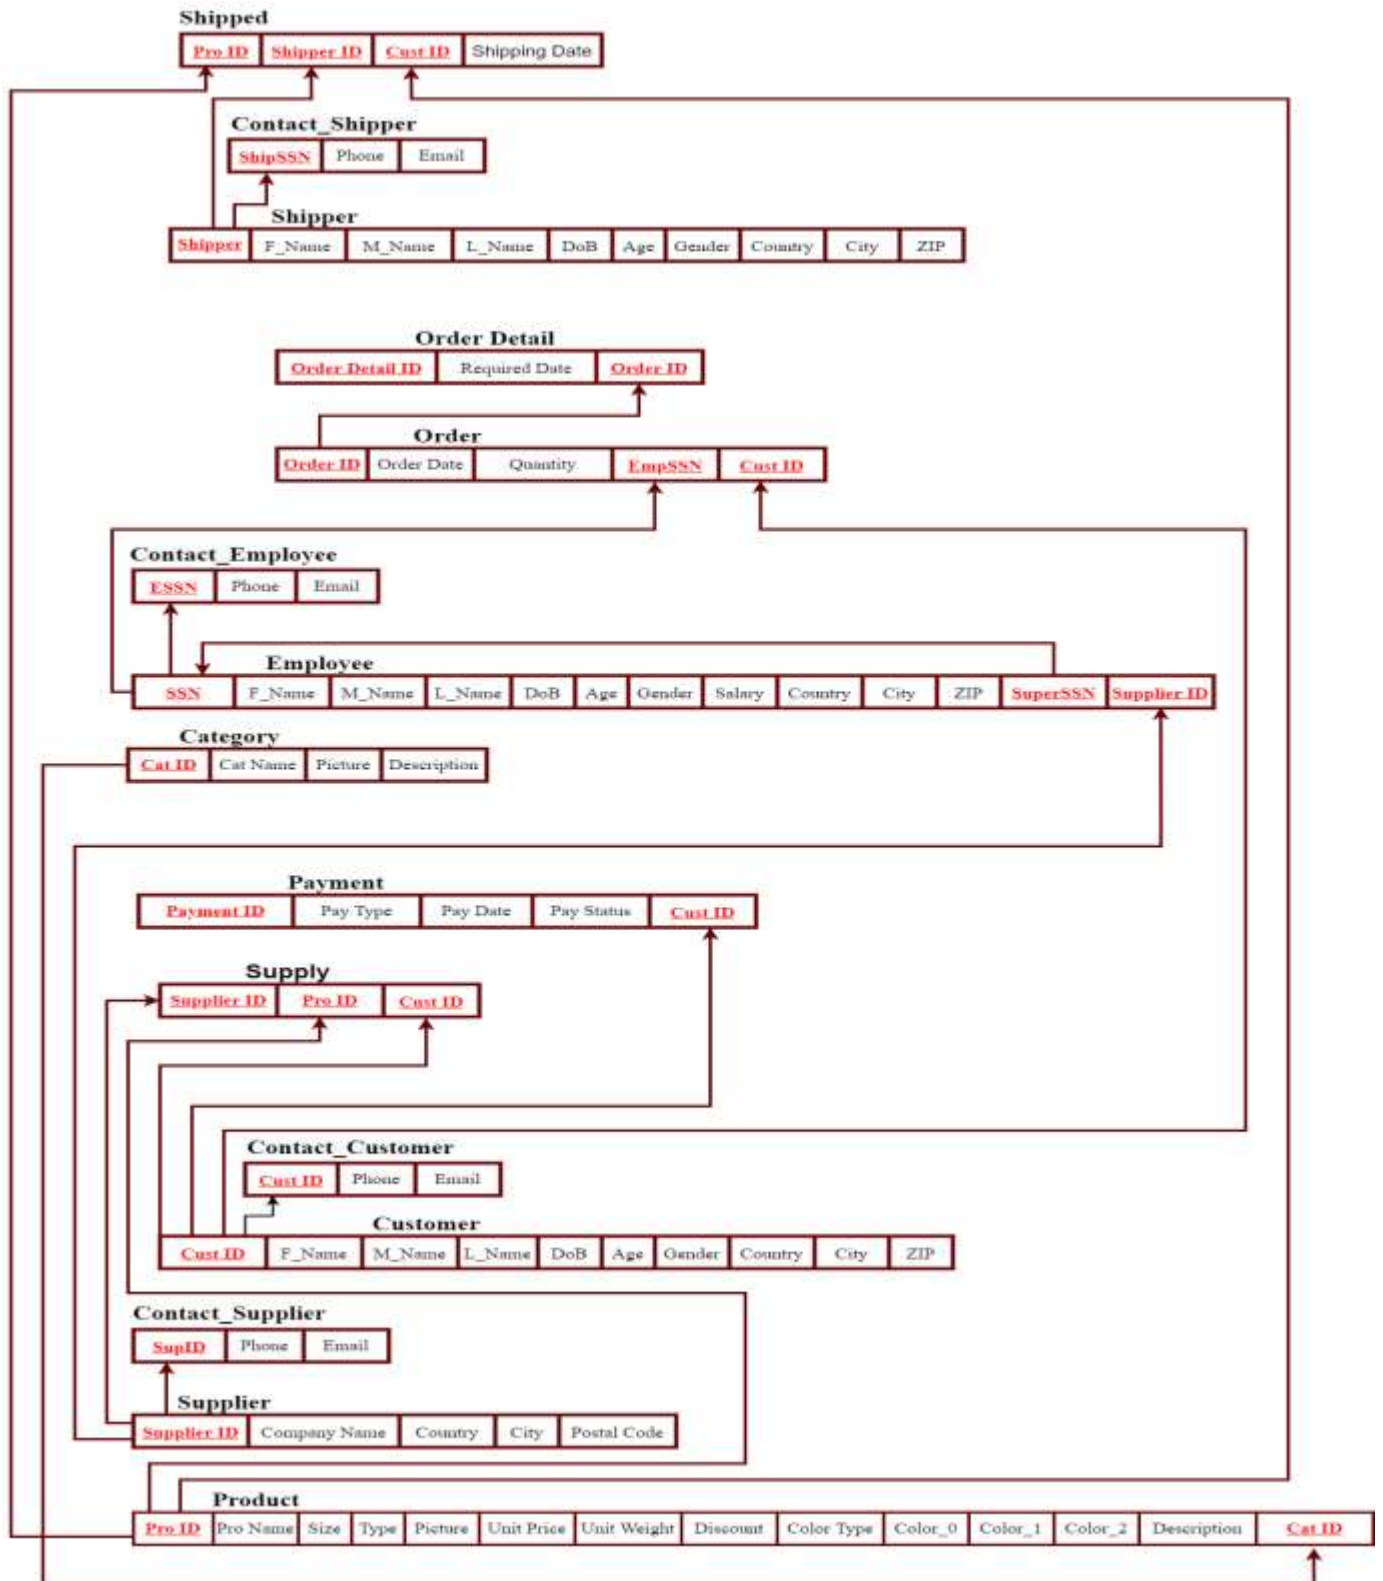 Shipped
Pro ID Shipper ID Cust ID Shipping Date
Contact_Shipper
ShipSSN Phone Email
Shipper
Shipper F_Name M_Name L_Name DoB Age Gender Country City ZIP
Order Detail
Order Detail ID Required Date Order ID
Order
Order ID Order Date Quantity EmpSSN Cust ID
Contact_Employee
ESSN Phone Email
Employee
SSN F_Name M_Name L_Name DoB Age Gender Salary Country City ZIP SuperSSN Supplier ID
Category
Cat ID Cat Name Picture Description
Payment
Payment ID Pay Type Pay Date Pay Status Cust ID
Supply
Supplier ID Pro ID Cust ID
Contact_Customer
Cust ID Phone Email
Customer
Cust ID F_Name M_Name L_Name DoB Age Gender Country City ZIP
Contact_Supplier
SupID Phone Email
Supplier
Supplier ID Company Name Country City Postal Code
Product
Pro ID Pro Name Size Type Picture Unit Price Unit Weight Discount Color Type Color_0 Color_1 Color_2 Description Cat ID